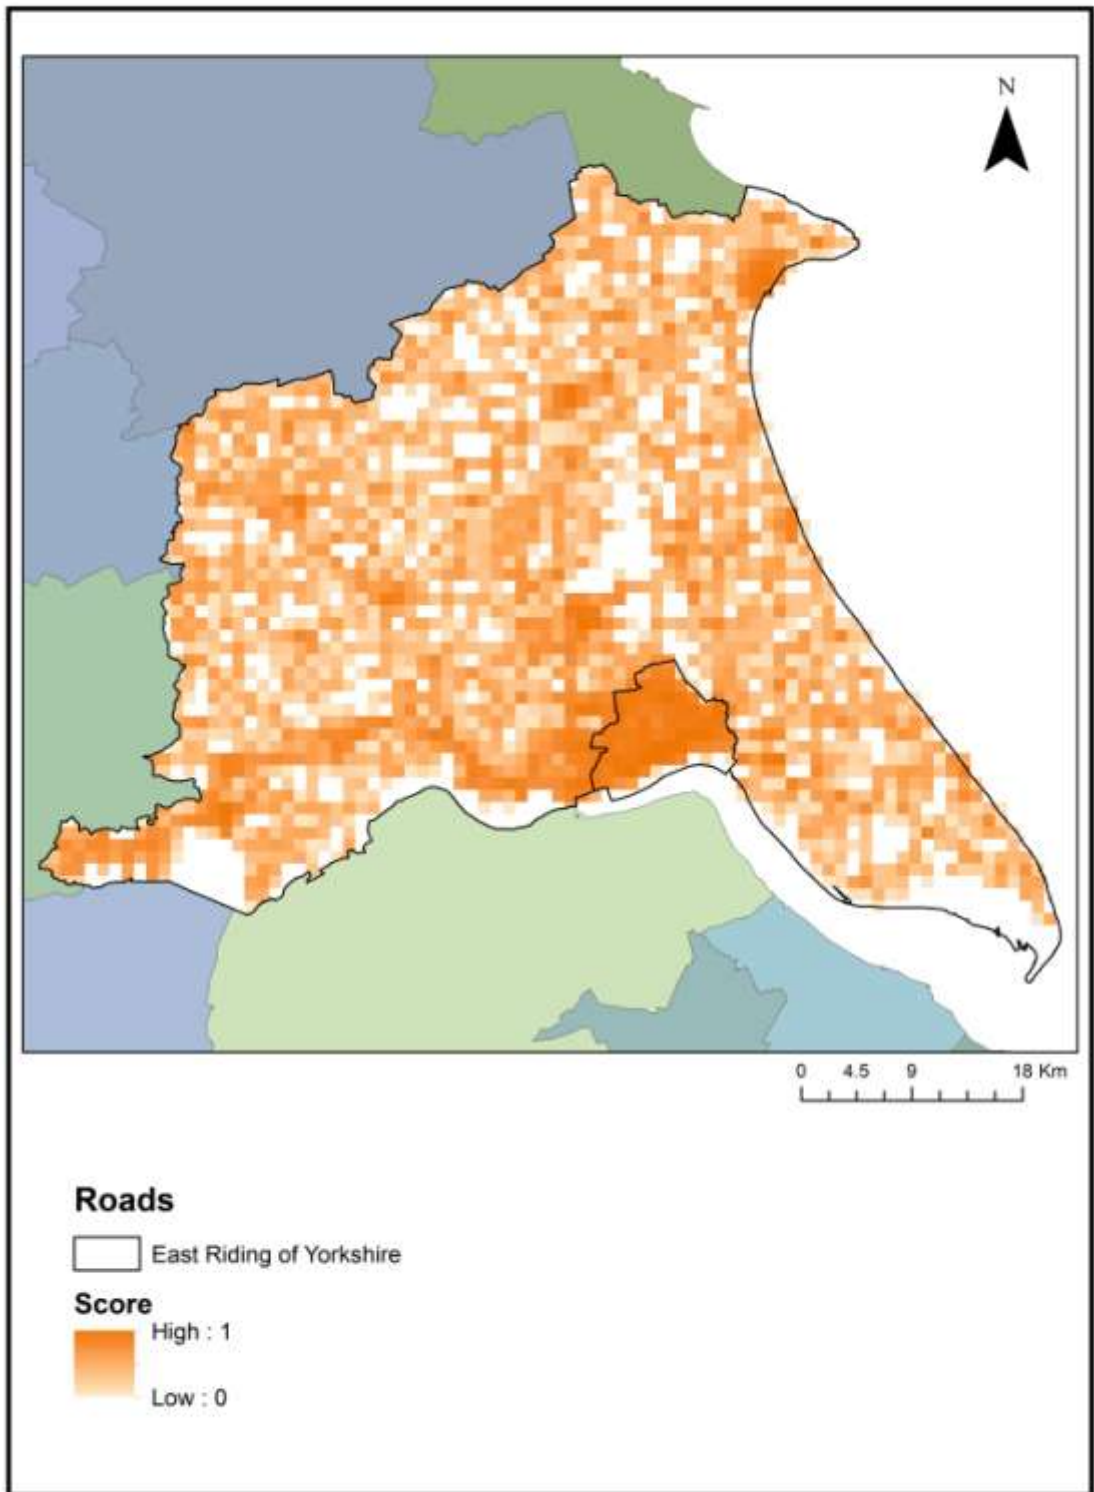 N
0 4.5 9 18 Km
Roads
East Riding of Yorkshire
Score
High : 1
Low : 0